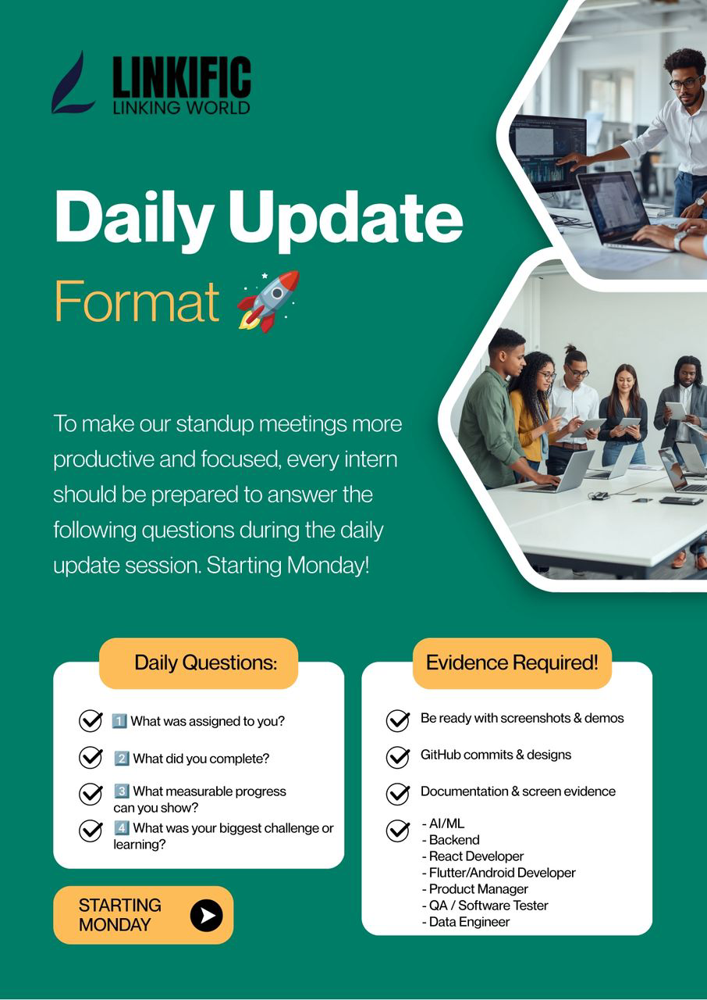 LINKIFIC
LINKING WORLD
Daily Update
Format 🚀
To make our standup meetings more
productive and focused, every intern
should be prepared to answer the
following questions during the daily
update session. Starting Monday!
Daily Questions:
1️⃣ What was assigned to you?
2️⃣ What did you complete?
3️⃣ What measurable progress
can you show?
4️⃣ What was your biggest challenge or
learning?
STARTING
MONDAY
Evidence Required!
Be ready with screenshots & demos
GitHub commits & designs
Documentation & screen evidence
- AI/ML
- Backend
- React Developer
- Flutter/Android Developer
- Product Manager
- QA / Software Tester
- Data Engineer